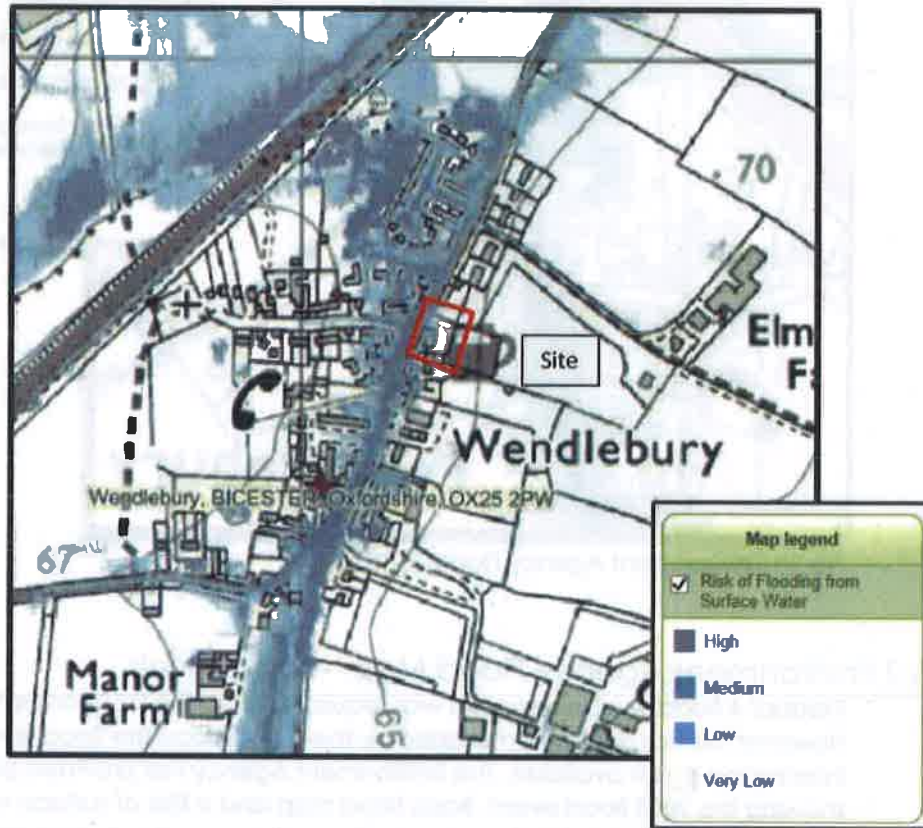 70
Elm
F
Site
Wendlebury
Wendlebury, BICESTER, Oxfordshire, OX25 2PW
67
Manor
Farm
65
Map legend
Risk of Flooding from
Surface Water
High
Medium
Low
Very Low